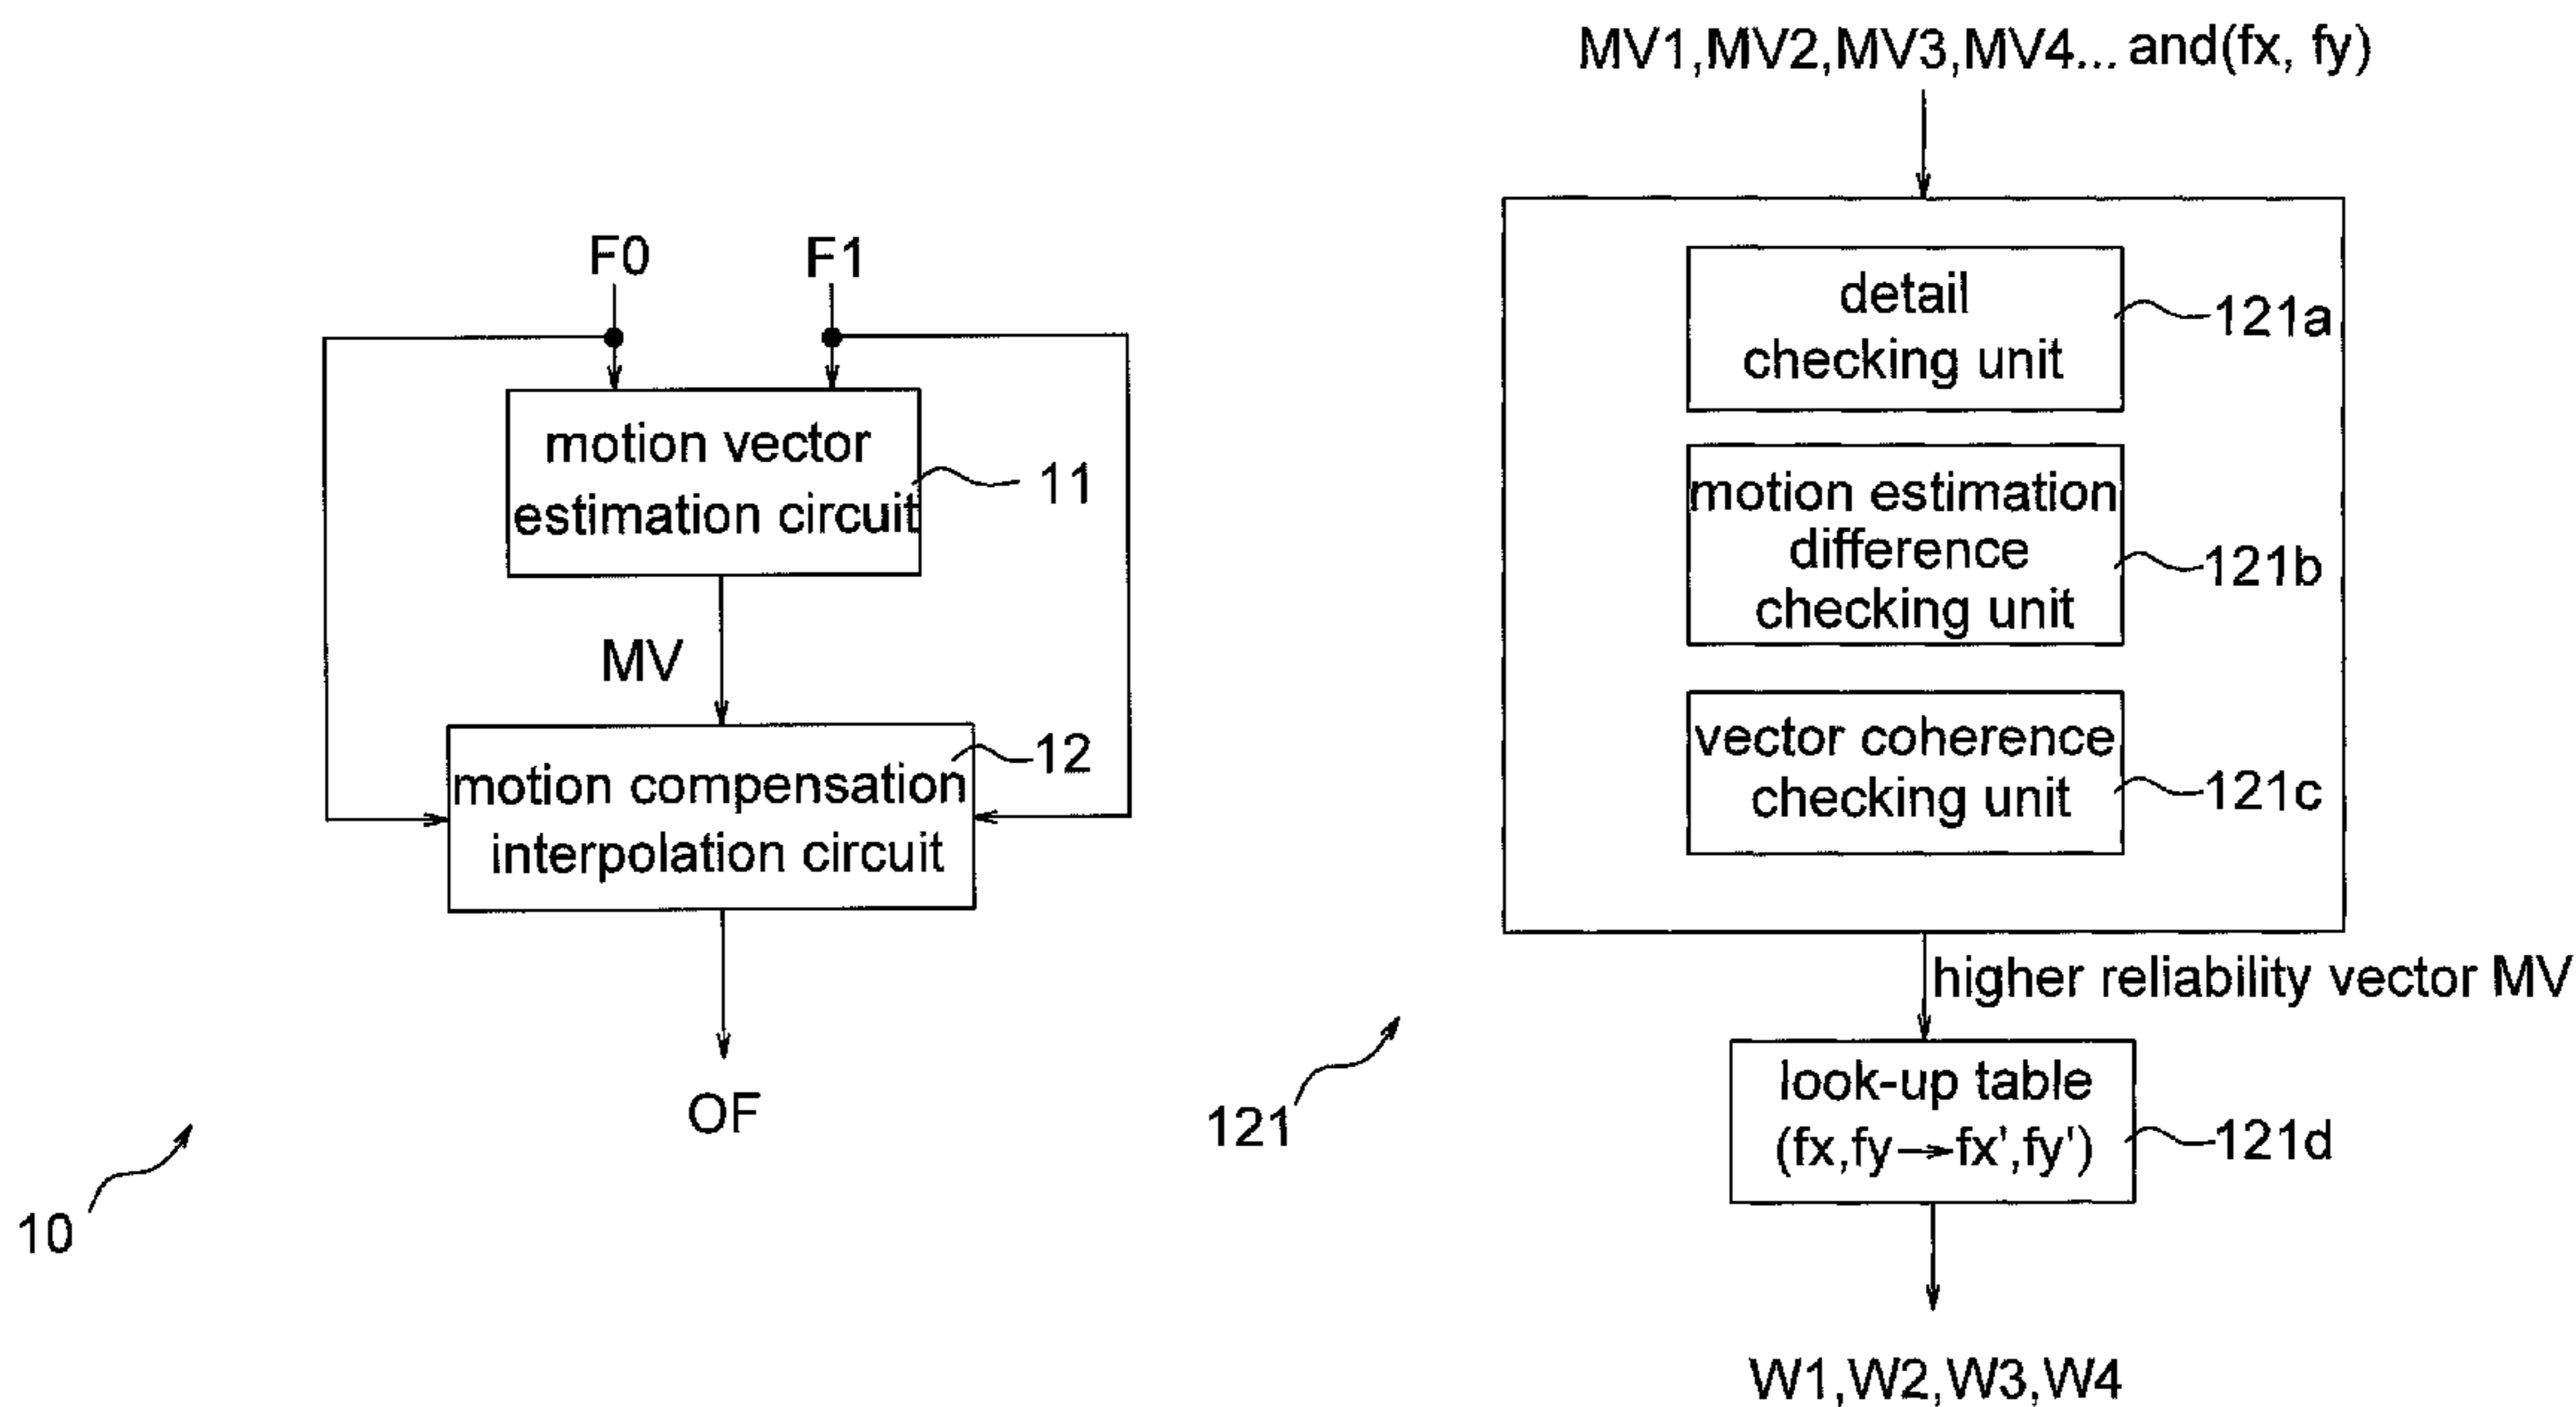 F0
F1
motion vector
estimation circuit
11
MV
12
motion compensation
interpolation circuit
OF
10
MV1,MV2,MV3,MV4... and(fx, fy)
detail
checking unit
121a
motion estimation
difference
checking unit
121b
vector coherence
checking unit
121c
higher reliability vector MV
look-up table
(fx,fy→fx',fy')
121d
121
W1,W2,W3,W4